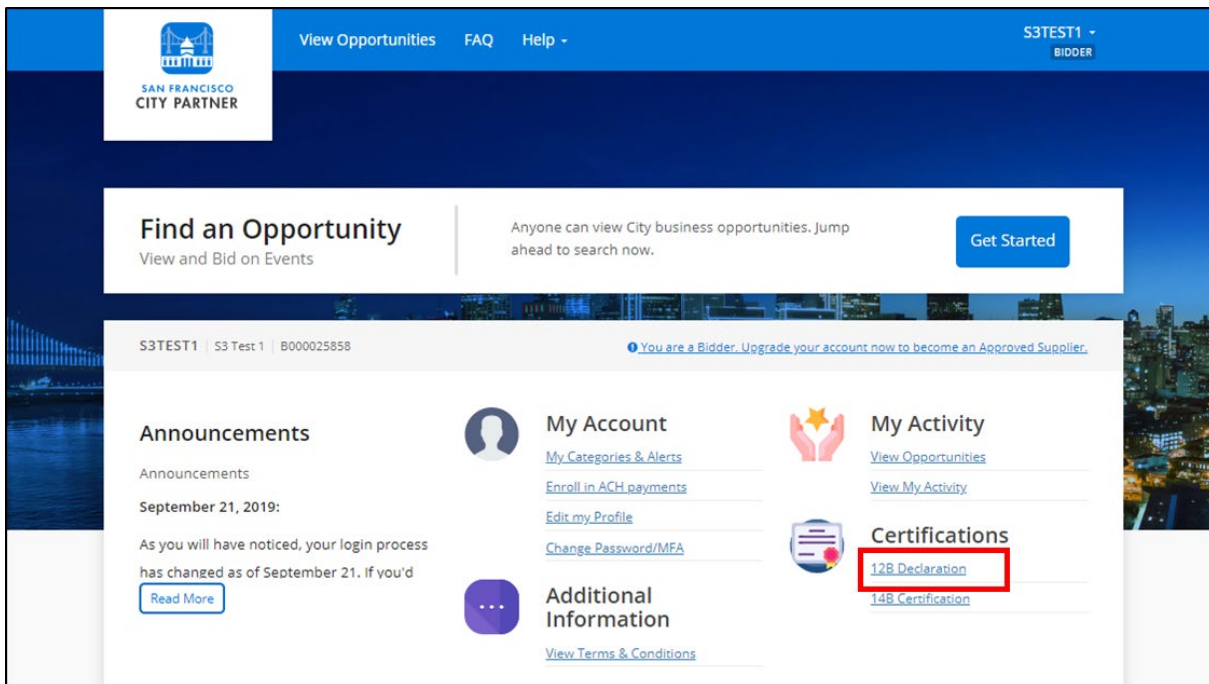 View Opportunities FAQ Help
S3TEST1
BIDDER
SAN FRANCISCO
CITY PARTNER
Find an Opportunity
View and Bid on Events
Anyone can view City business opportunities. Jump
ahead to search now.
Get Started
S3TEST1 | S3 Test 1 | B000025858
You are a Bidder. Upgrade your account now to become an Approved Supplier.
Announcements
Announcements
September 21, 2019:
As you will have noticed, your login process
has changed as of September 21. If you'd
Read More
My Account
My Categories & Alerts
Enroll in ACH payments
Edit my Profile
Change Password/MFA
Additional
Information
View Terms & Conditions
My Activity
View Opportunities
View My Activity
Certifications
12B Declaration
14B Certification